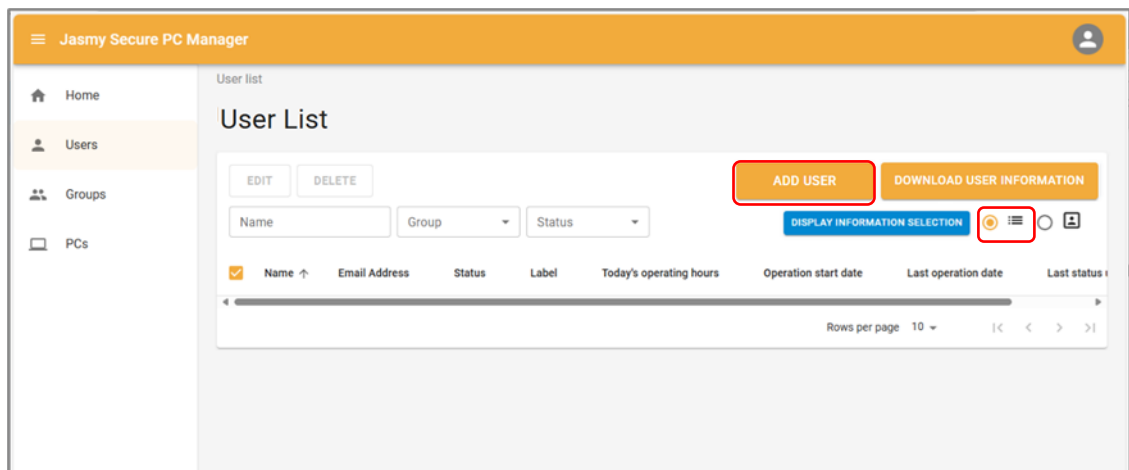 Jasmy Secure PC Manager
Home
Users
Groups
PCs
User list
User List
EDIT DELETE ADD USER DOWNLOAD USER INFORMATION
Name Group Status DISPLAY INFORMATION SELECTION
Name Email Address Status Label Today's operating hours Operation start date Last operation date Last status
Rows per page 10